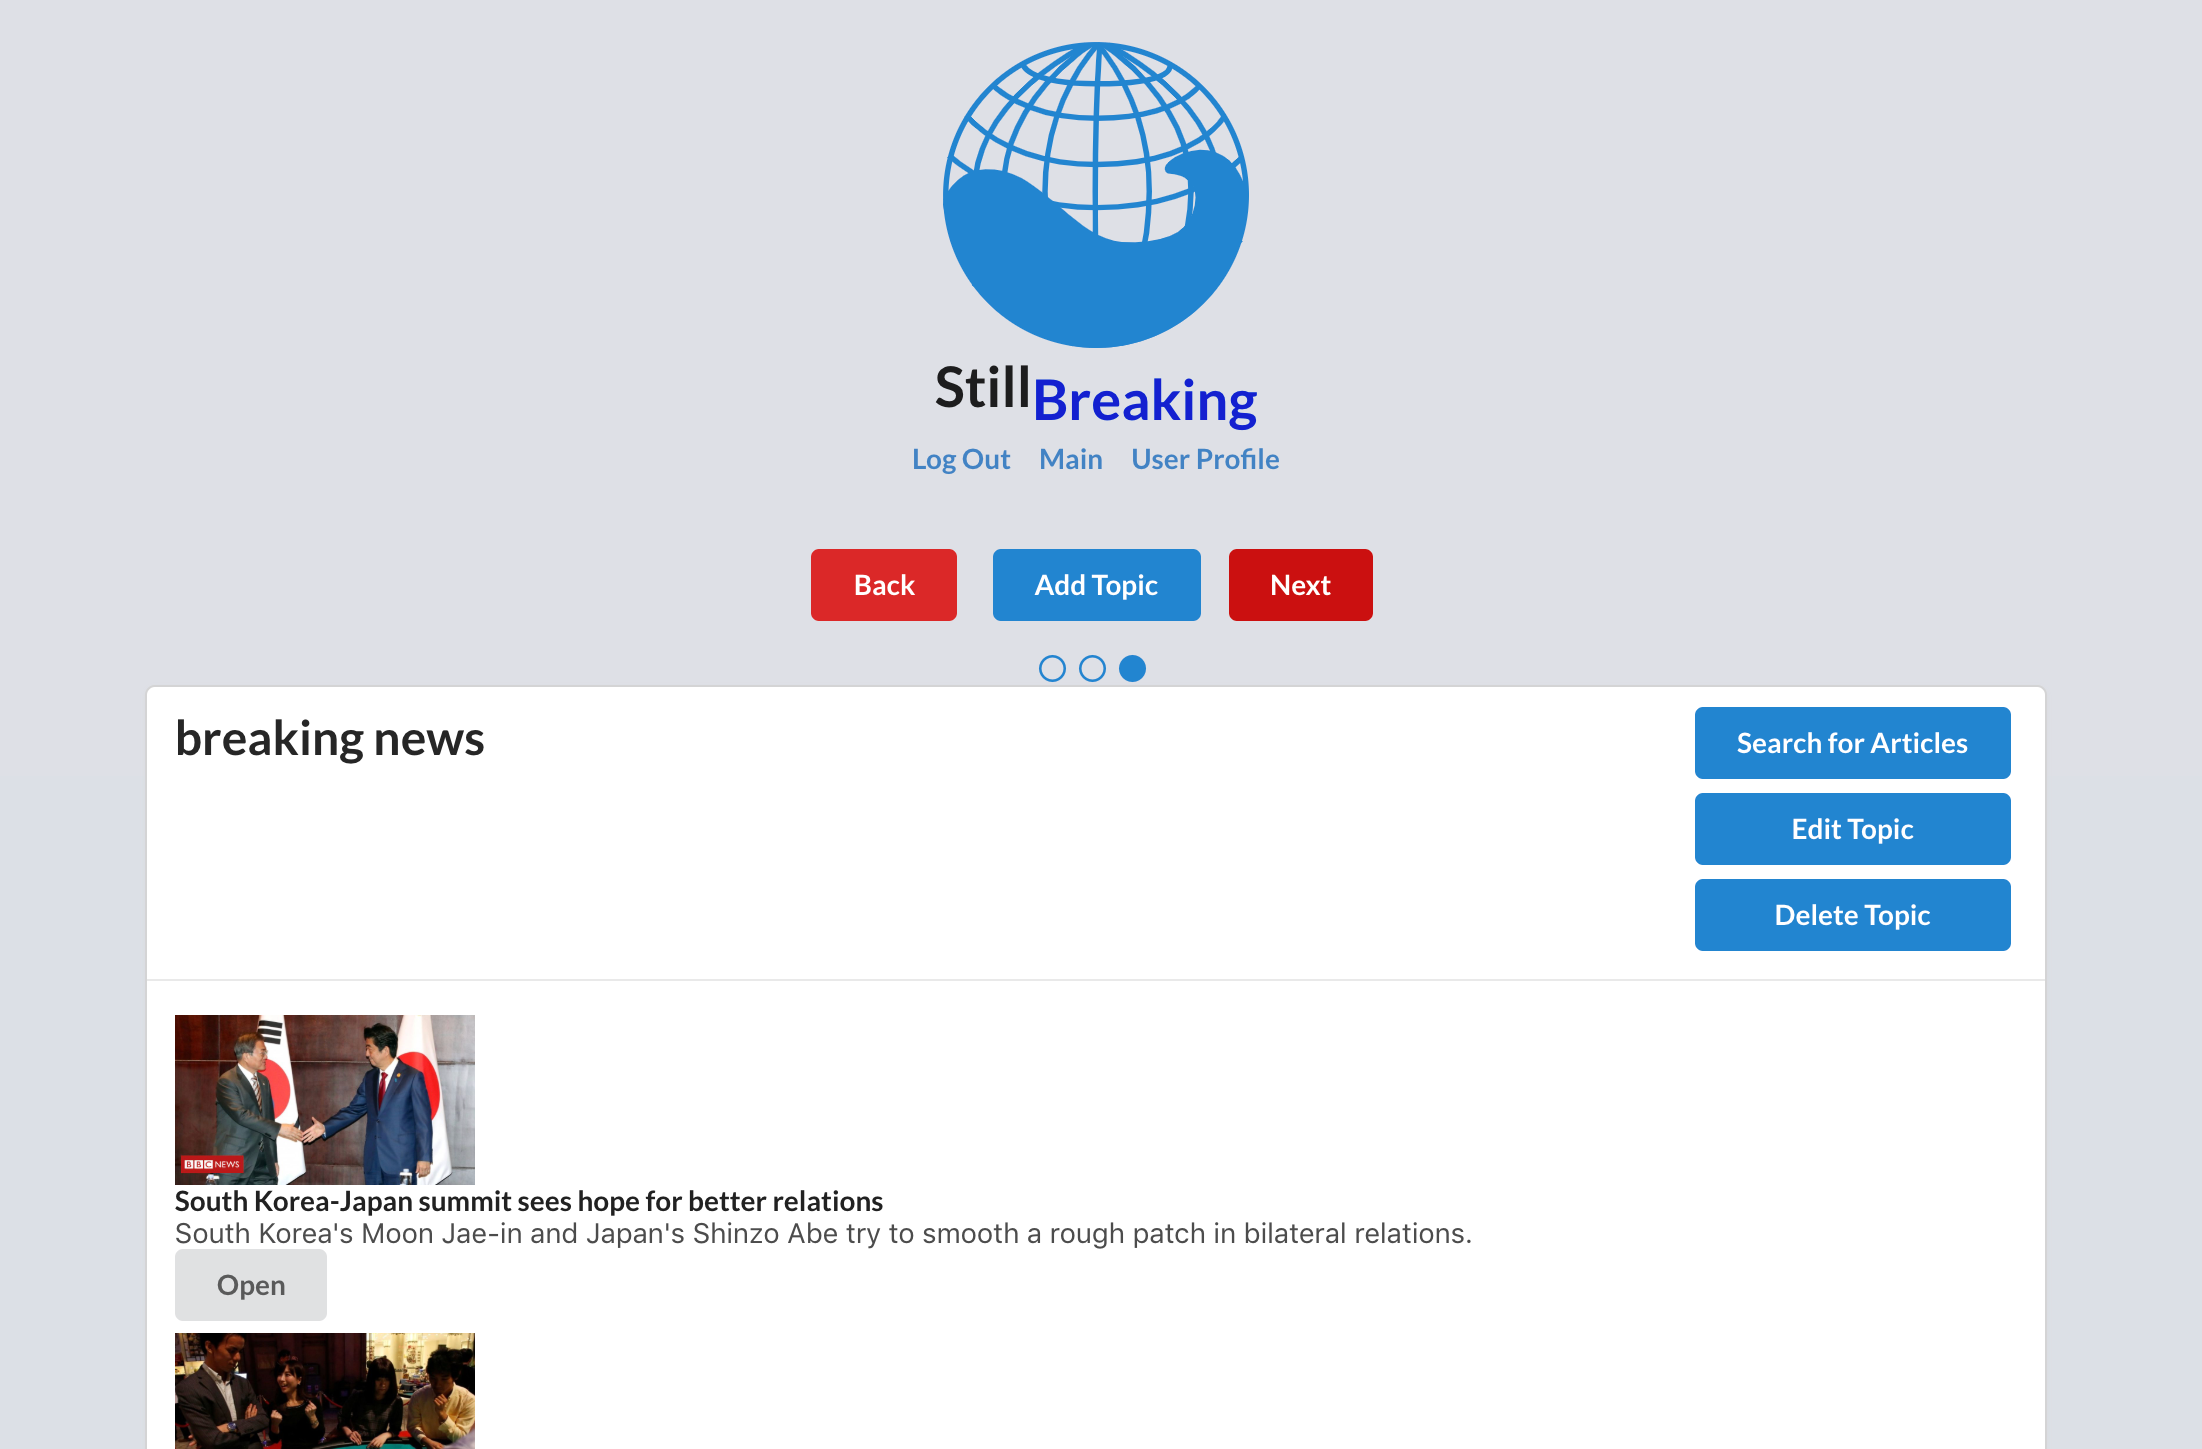 StillBreaking
Log Out Main User Profile
Back Add Topic Next
breaking news
Search for Articles
Edit Topic
Delete Topic
BBC NEWS
South Korea-Japan summit sees hope for better relations
South Korea's Moon Jae-in and Japan's Shinzo Abe try to smooth a rough patch in bilateral relations.
Open